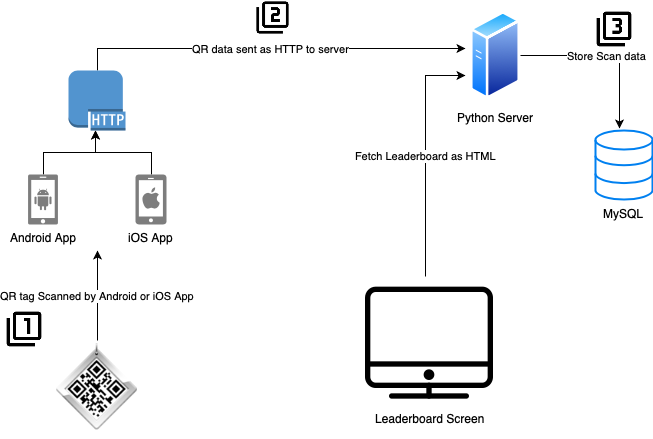 2
QR data sent as HTTP to server
3
Store Scan data
HTTP
Python Server
Fetch Leaderboard as HTML
Android App
iOS App
MySQL
QR tag Scanned by Android or iOS App
1
Leaderboard Screen